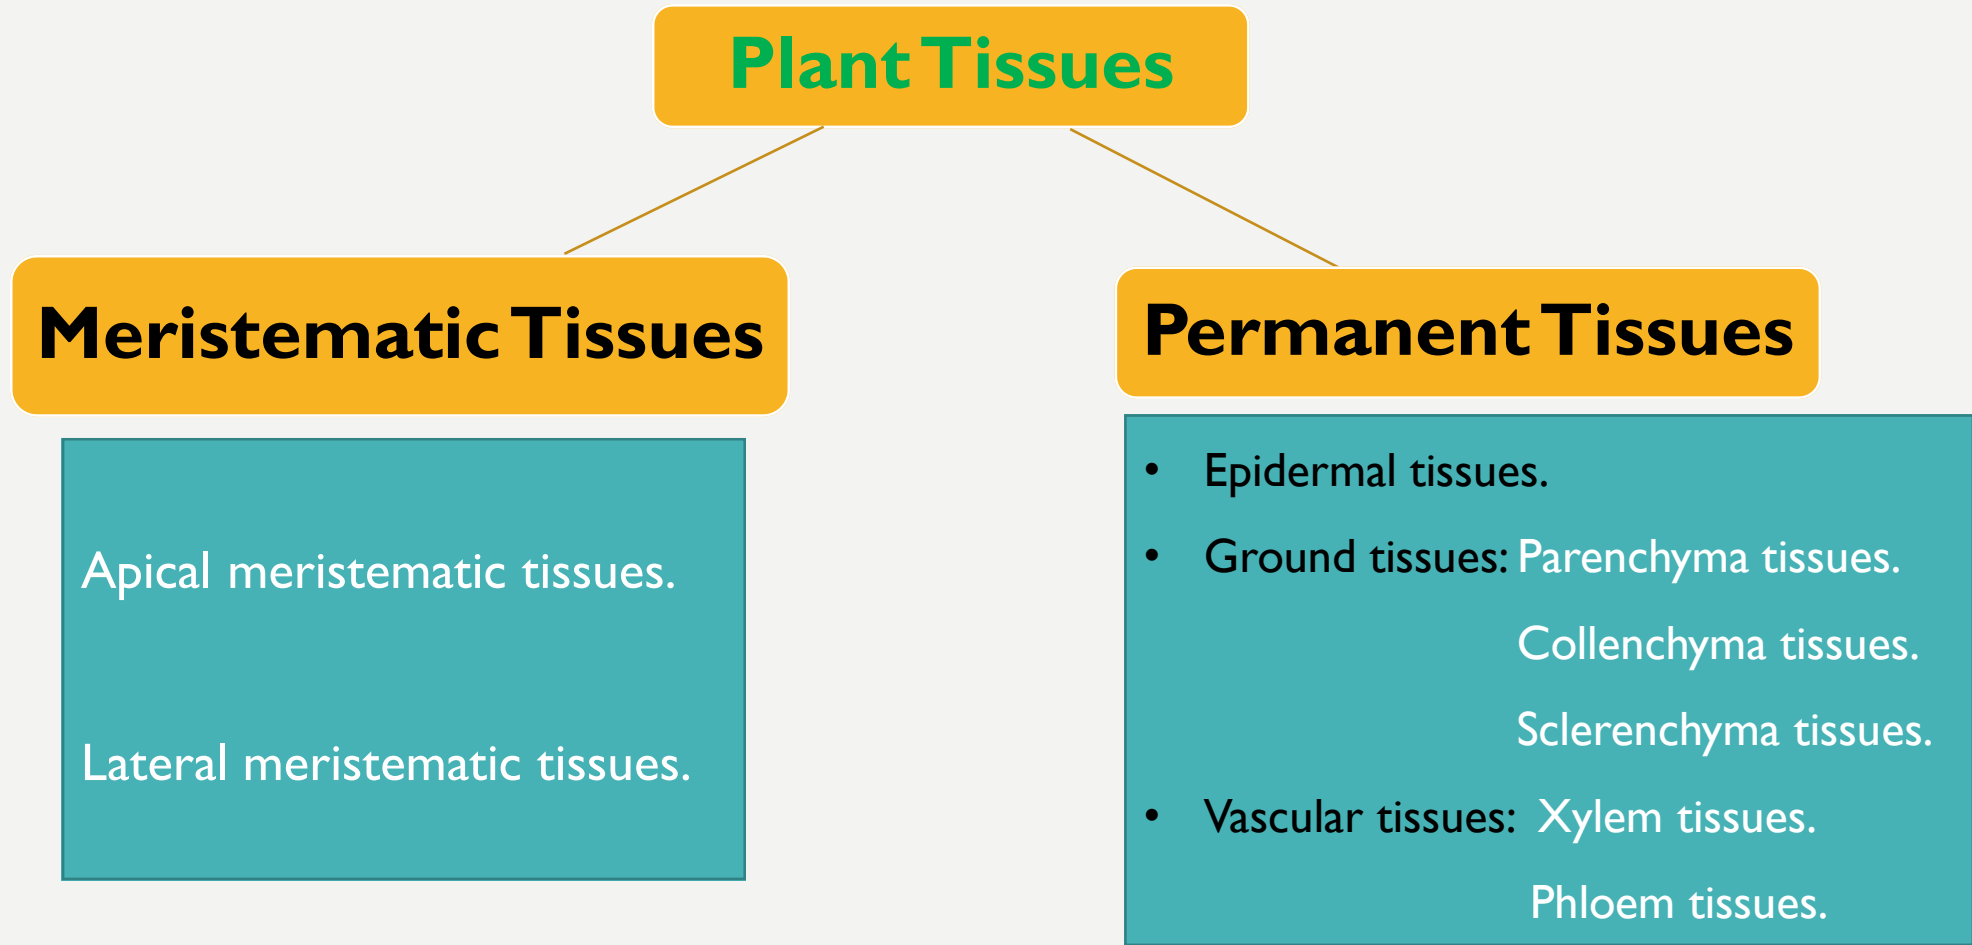 Plant Tissues
Meristematic Tissues
Apical meristematic tissues.
Lateral meristematic tissues.
Permanent Tissues
• Epidermal tissues.
• Ground tissues: Parenchyma tissues.
Collenchyma tissues.
Sclerenchyma tissues.
• Vascular tissues: Xylem tissues.
Phloem tissues.